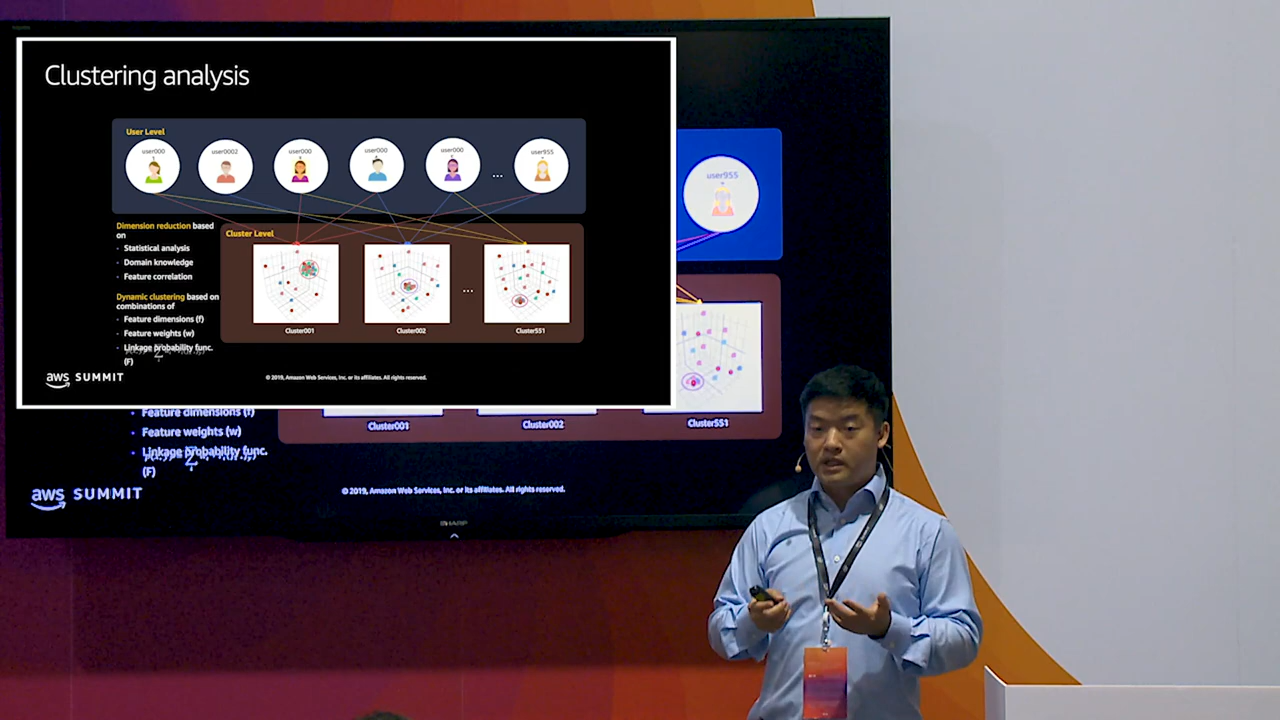 Clustering analysis
User Level
user000
user0002
user000
user000
user000
user955
...
Dimension reduction based
on
- Statistical analysis
- Domain knowledge
- Feature correlation
Dynamic clustering based on
combinations of
- Feature dimensions (f)
- Feature weights (w)
- Linkage probability func.
(F)
Cluster Level
...
Cluster001
Cluster002
Cluster551
aws SUMMIT
© 2019, Amazon Web Services, Inc. or its affiliates. All rights reserved.
user955
• Feature dimensions (f)
• Feature weights (w)
• Linkage probability func.
(F)
Cluster001
Cluster002
Cluster551
aws SUMMIT
© 2019, Amazon Web Services, Inc. or its affiliates. All rights reserved.
SHARP